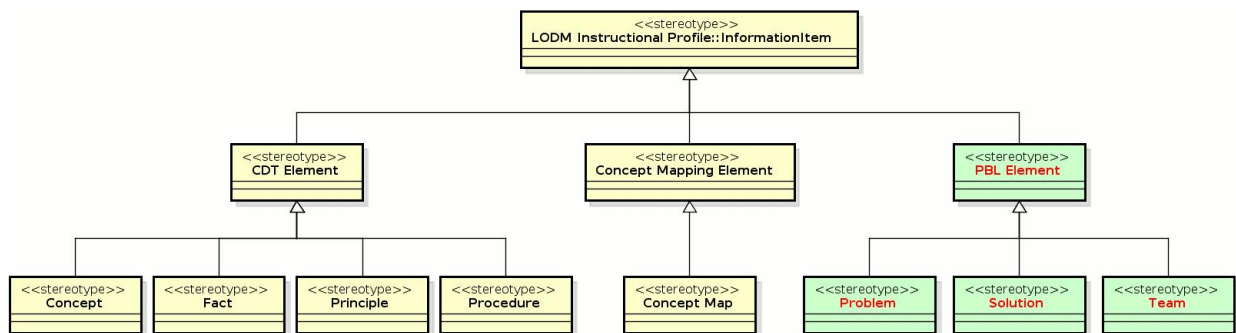 <<stereotype>>
LODM Instructional Profile::InformationItem
<<stereotype>>
CDT Element
<<stereotype>>
Concept Mapping Element
<<stereotype>>
PBL Element
<<stereotype>>
Concept
<<stereotype>>
Fact
<<stereotype>>
Principle
<<stereotype>>
Procedure
<<stereotype>>
Concept Map
<<stereotype>>
Problem
<<stereotype>>
Solution
<<stereotype>>
Team